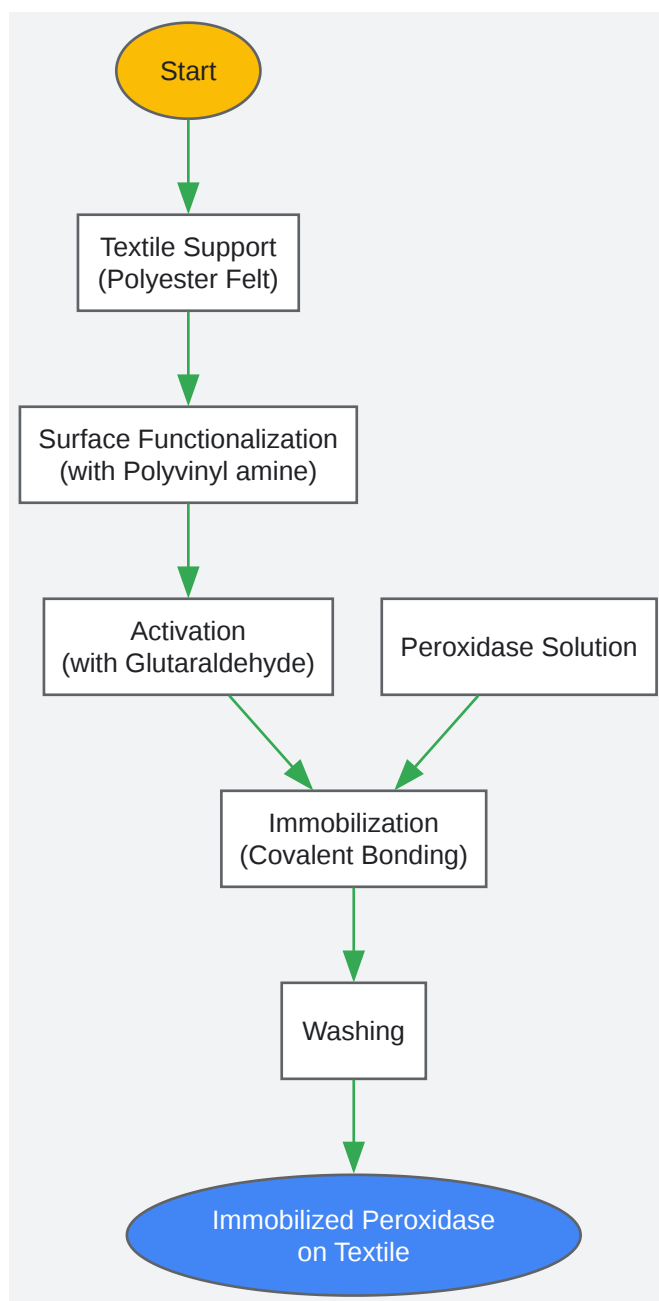 Start
Textile Support
(Polyester Felt)
Surface Functionalization
(with Polyvinyl amine)
Activation
(with Glutaraldehyde)
Peroxidase Solution
Immobilization
(Covalent Bonding)
Washing
Immobilized Peroxidase
on Textile